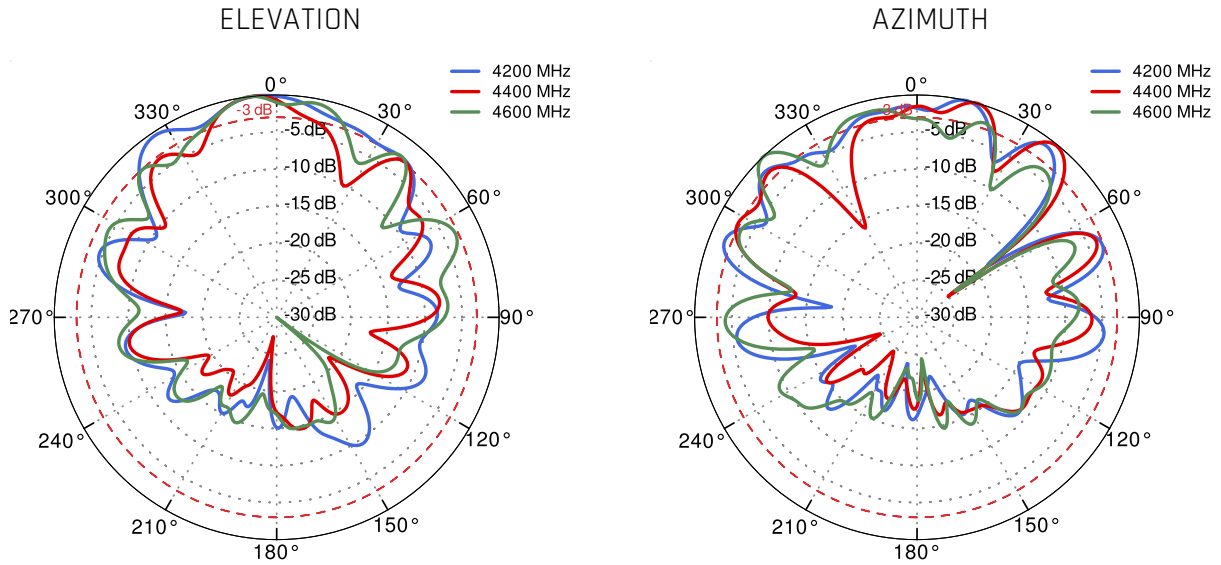 ELEVATION
0°
4200 MHz
4400 MHz
4600 MHz
330°
-3 dB
30°
-5 dB
-10 dB
300°
60°
-15 dB
-20 dB
-25 dB
270°
-30 dB
90°
240°
120°
210°
150°
180°
AZIMUTH
0°
4200 MHz
4400 MHz
4600 MHz
330°
-3 dB
30°
-5 dB
-10 dB
300°
60°
-15 dB
-20 dB
-25 dB
270°
-30 dB
90°
240°
120°
210°
150°
180°